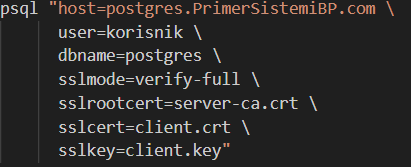 psql "host=postgres.PrimerSistemiBP.com \
user=korisnik \
dbname=postgres \
sslmode=verify-full \
sslrootcert=server-ca.crt \
sslcert=client.crt \
sslkey=client.key"